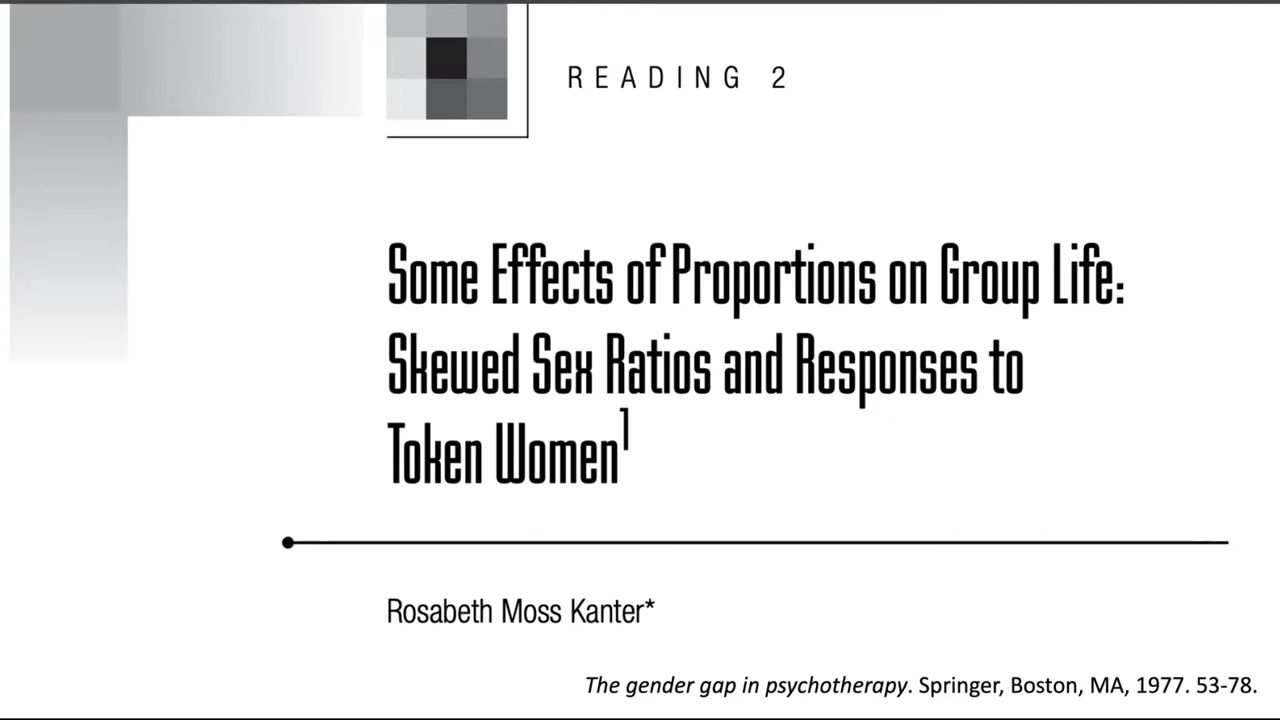 READING 2
Some Effects of Proportions on Group Life:
Skewed Sex Ratios and Responses to
Token Women1
Rosabeth Moss Kanter*
The gender gap in psychotherapy. Springer, Boston, MA, 1977. 53-78.